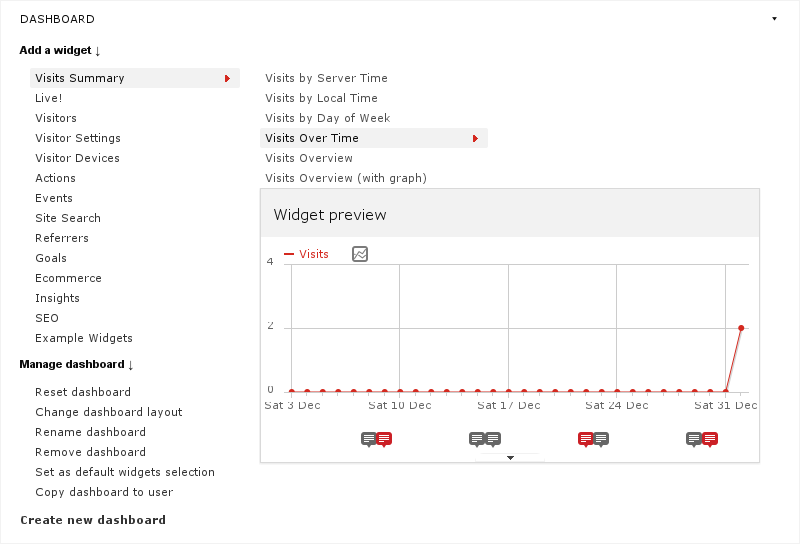 DASHBOARD
Add a widget ↓
Visits Summary
Live!
Visitors
Visitor Settings
Visitor Devices
Actions
Events
Site Search
Referrers
Goals
Ecommerce
Insights
SEO
Example Widgets
Visits by Server Time
Visits by Local Time
Visits by Day of Week
Visits Over Time
Visits Overview
Visits Overview (with graph)
Widget preview
Visits
4
2
0
Sat 3 Dec Sat 10 Dec Sat 17 Dec Sat 24 Dec Sat 31 Dec
Manage dashboard ↓
Reset dashboard
Change dashboard layout
Rename dashboard
Remove dashboard
Set as default widgets selection
Copy dashboard to user
Create new dashboard